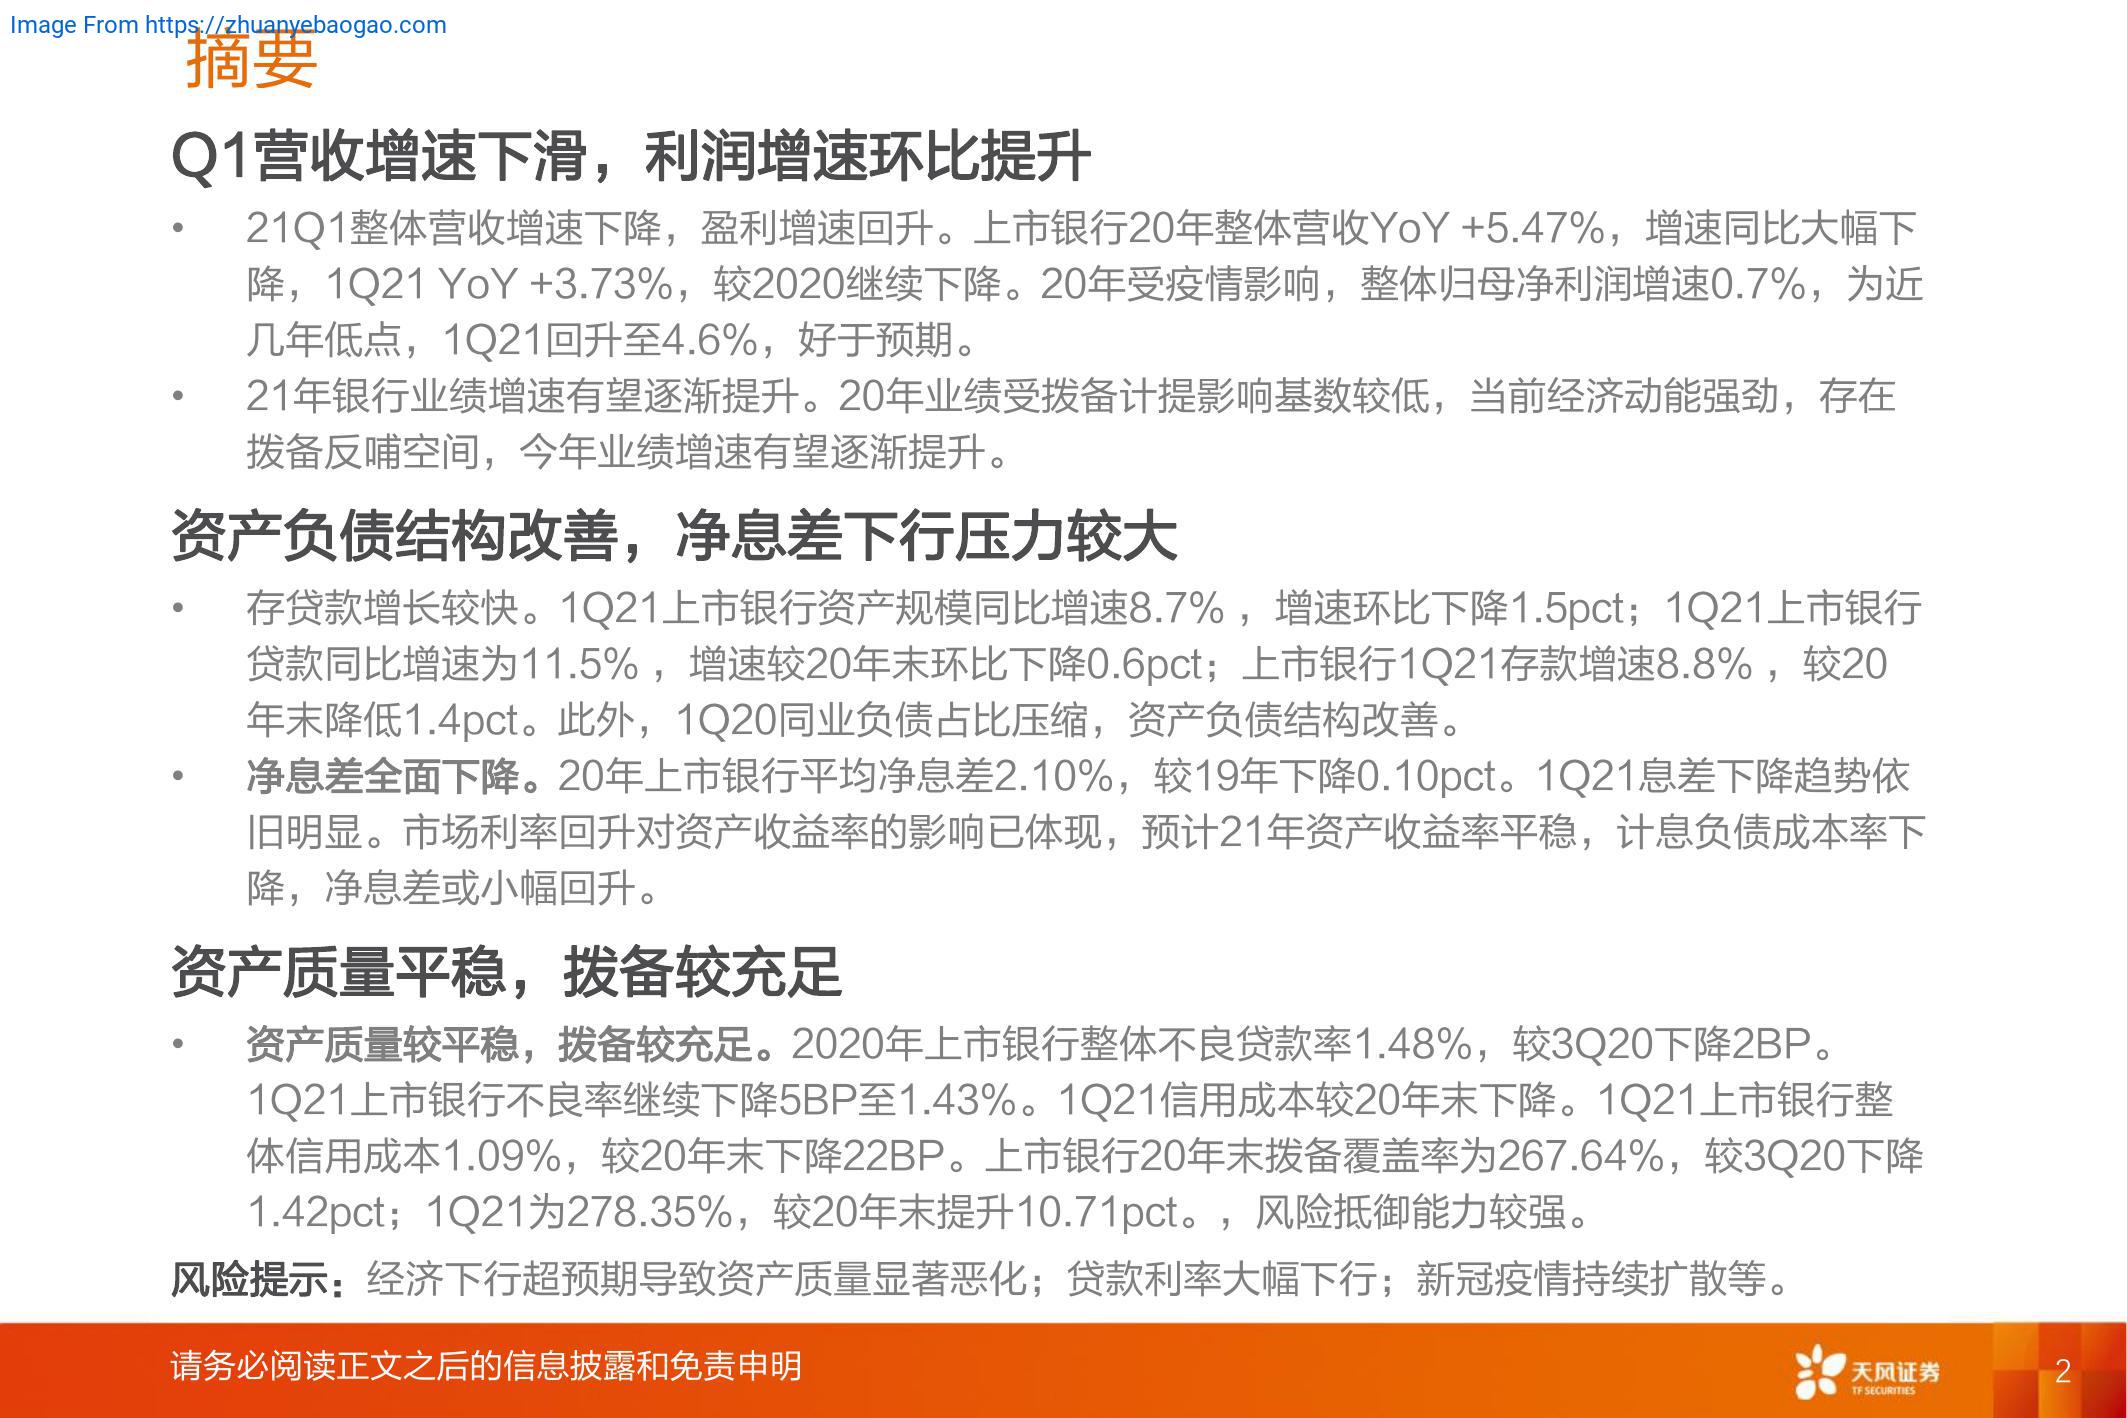 Image From https://zhuanyebaogao.com
摘要
Q1营收增速下滑，利润增速环比提升
• 21Q1整体营收增速下降，盈利增速回升。上市银行20年整体营收YoY +5.47%，增速同比大幅下
降，1Q21 YoY +3.73%，较2020继续下降。20年受疫情影响，整体归母净利润增速0.7%，为近
几年低点，1Q21回升至4.6%，好于预期。
• 21年银行业绩增速有望逐渐提升。20年业绩受拨备计提影响基数较低，当前经济动能强劲，存在
拨备反哺空间，今年业绩增速有望逐渐提升。
资产负债结构改善，净息差下行压力较大
• 存贷款增长较快。1Q21上市银行资产规模同比增速8.7% ，增速环比下降1.5pct；1Q21上市银行
贷款同比增速为11.5% ，增速较20年末环比下降0.6pct；上市银行1Q21存款增速8.8% ，较20
年末降低1.4pct。此外，1Q20同业负债占比压缩，资产负债结构改善。
• 净息差全面下降。20年上市银行平均净息差2.10%，较19年下降0.10pct。1Q21息差下降趋势依
旧明显。市场利率回升对资产收益率的影响已体现，预计21年资产收益率平稳，计息负债成本率下
降，净息差或小幅回升。
资产质量平稳，拨备较充足
• 资产质量较平稳，拨备较充足。2020年上市银行整体不良贷款率1.48%，较3Q20下降2BP。
1Q21上市银行不良率继续下降5BP至1.43%。1Q21信用成本较20年末下降。1Q21上市银行整
体信用成本1.09%，较20年末下降22BP。上市银行20年末拨备覆盖率为267.64%，较3Q20下降
1.42pct；1Q21为278.35%，较20年末提升10.71pct。，风险抵御能力较强。
风险提示：经济下行超预期导致资产质量显著恶化；贷款利率大幅下行；新冠疫情持续扩散等。
请务必阅读正文之后的信息披露和免责申明
天风证券
TF SECURITIES
2